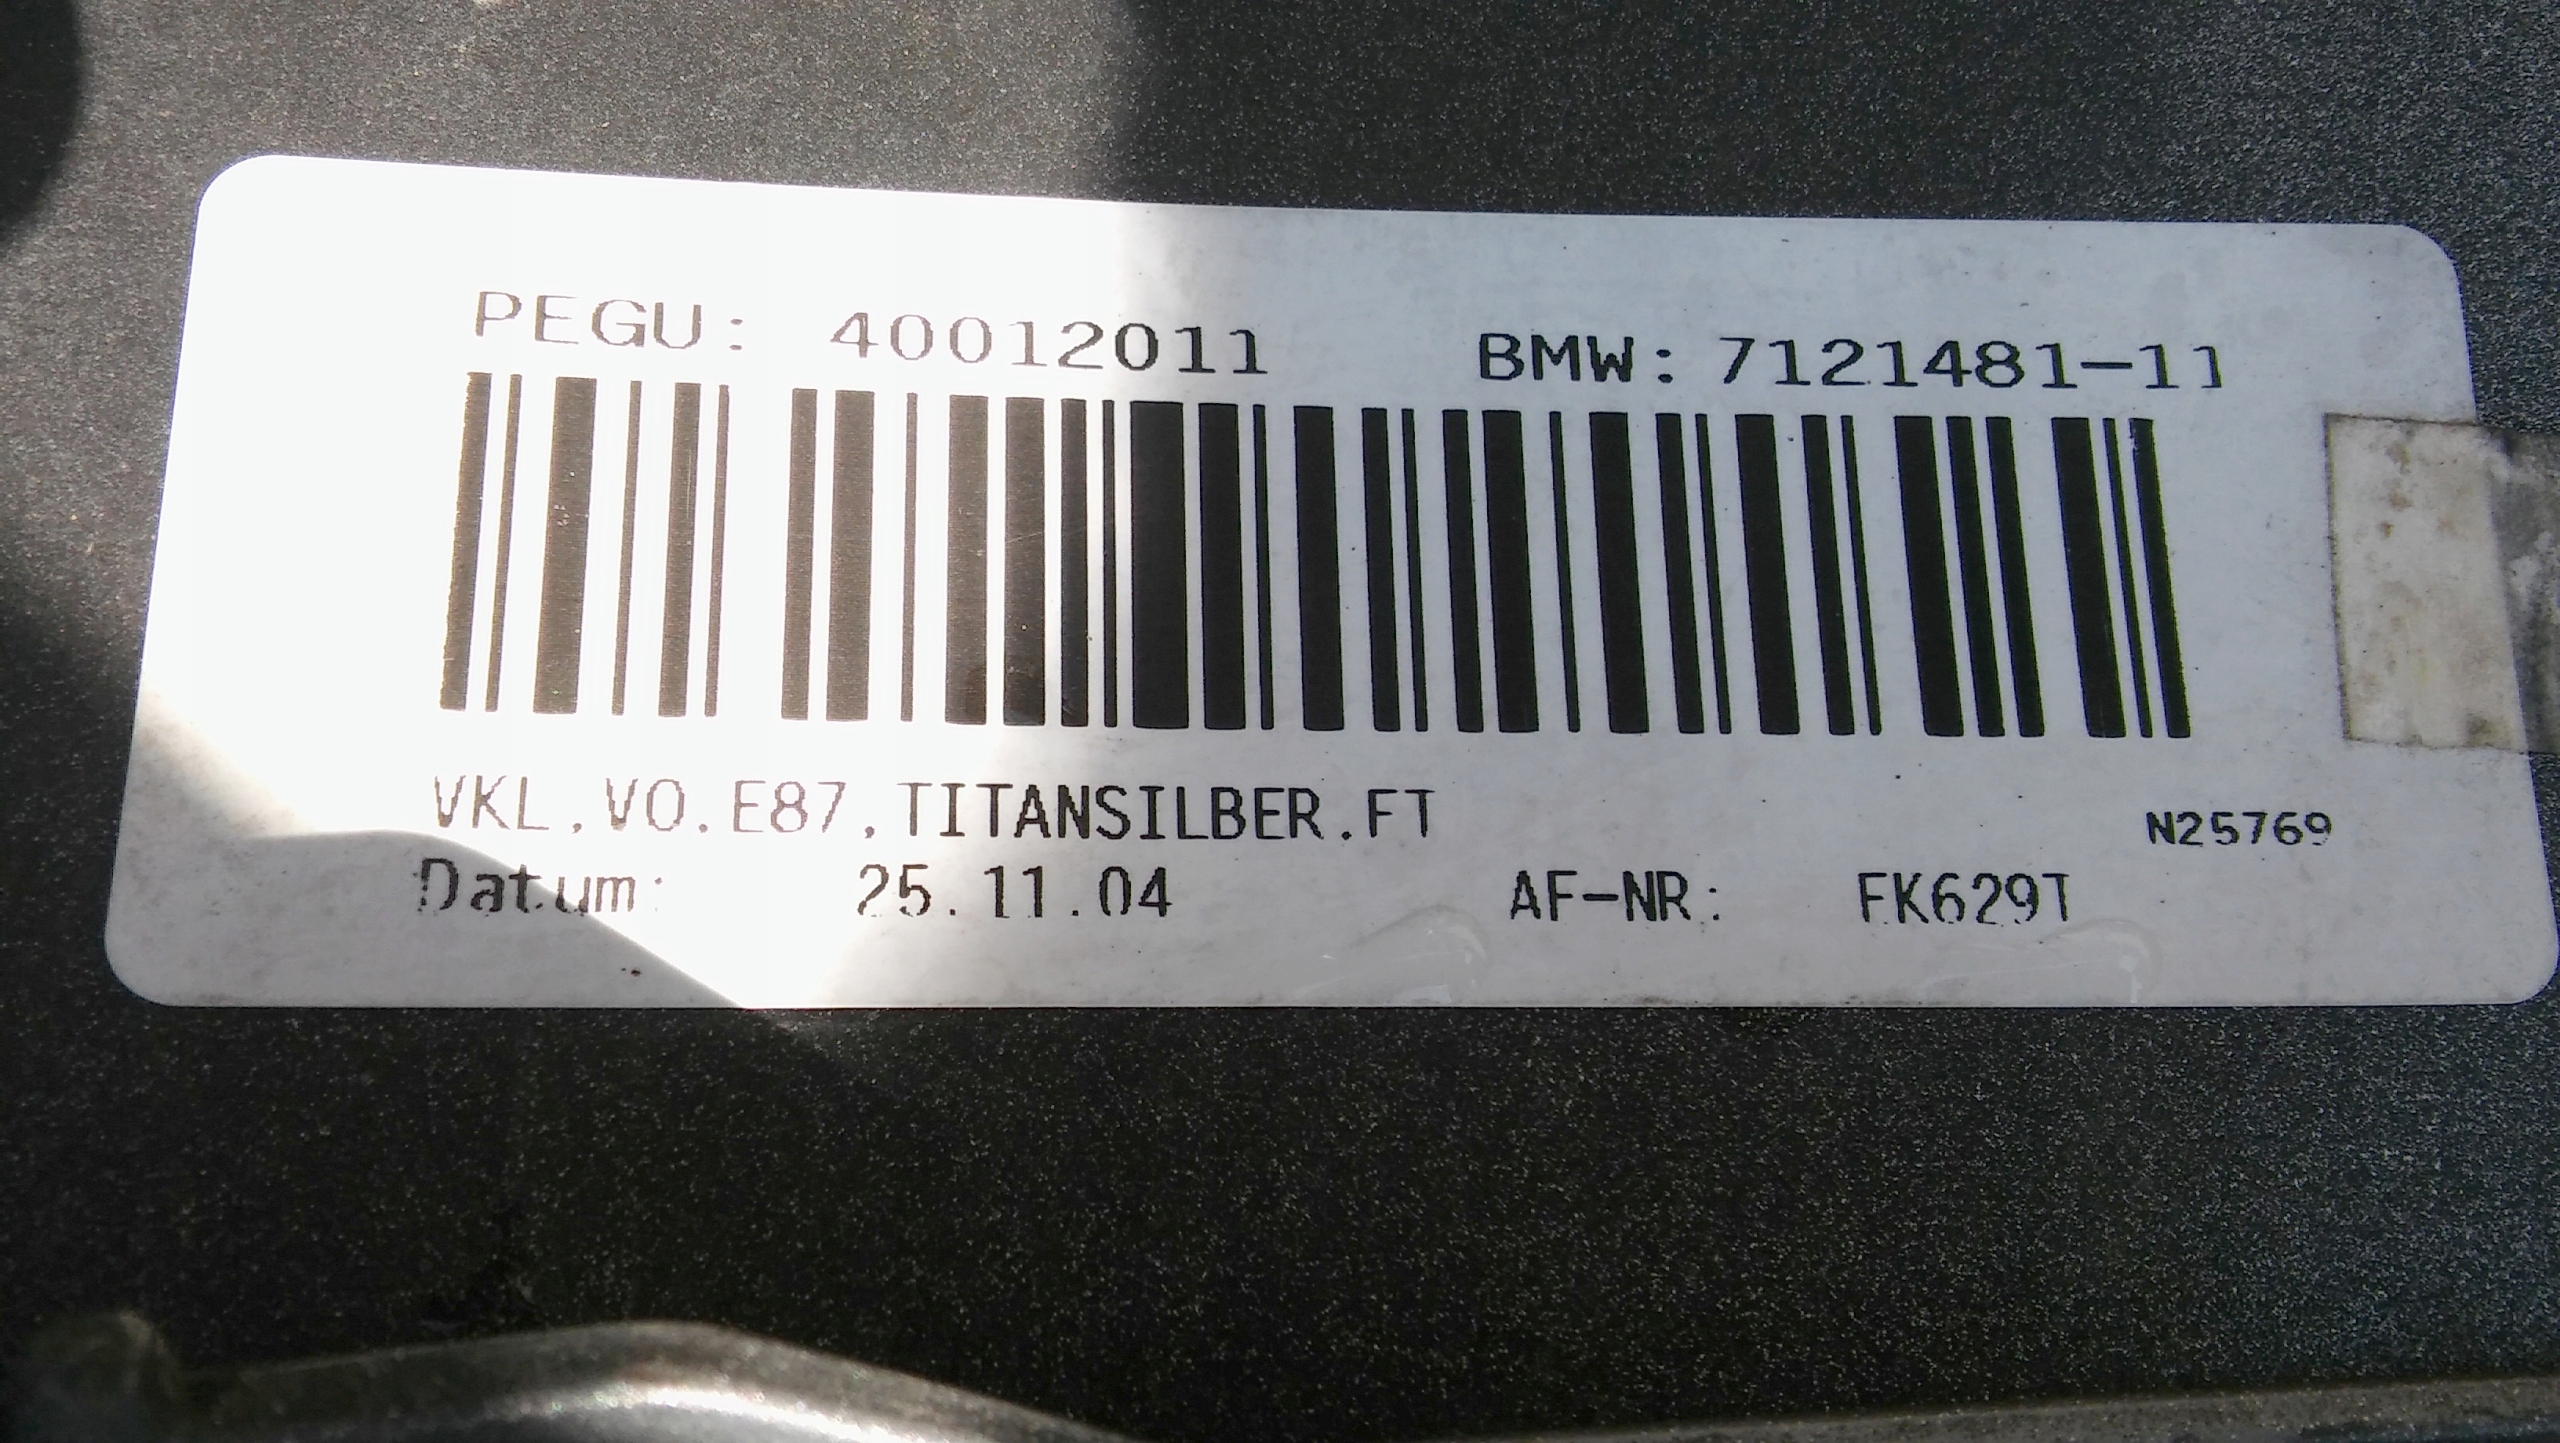 PEGU: 40012011 BMW: 7121481-11
VKL.VO.E87.TITANSILBER.FT
N25769
Datum: 25.11.04 AF-NR: FK629T